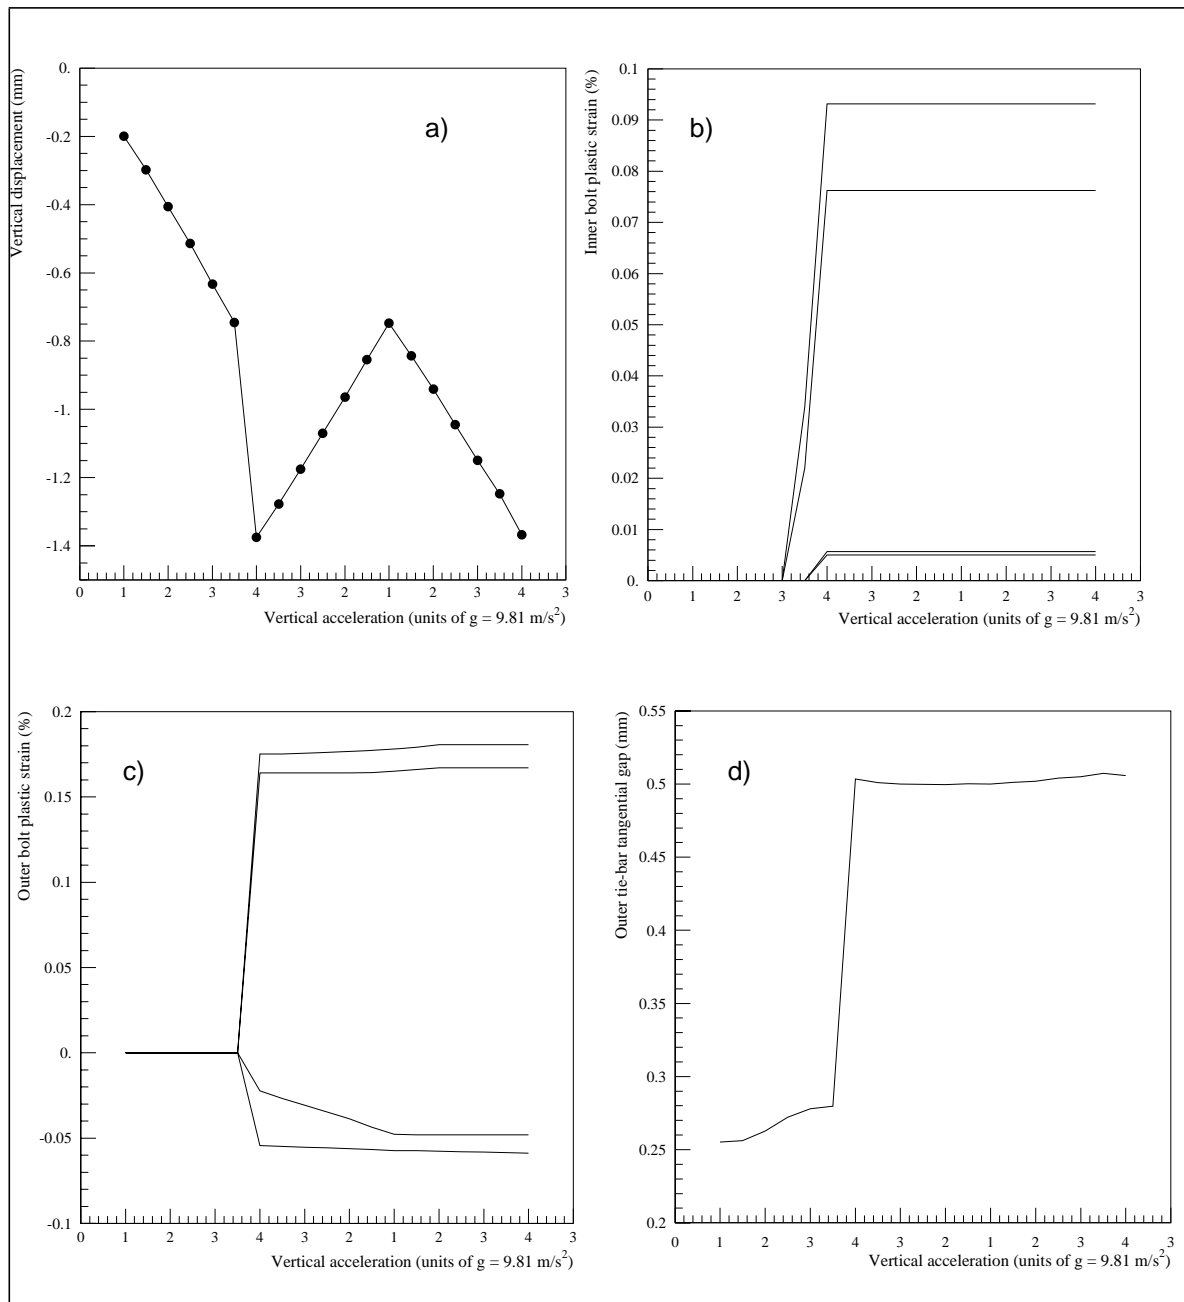 Vertical displacement (mm)
0.
-0.2
-0.4
-0.6
-0.8
-1.
-1.2
-1.4
a)
0 1 2 3 4 3 2 1 2 3 4 3
Vertical acceleration (units of g = 9.81 m/s²)
Inner bolt plastic strain (%)
0.1
0.09
0.08
0.07
0.06
0.05
0.04
0.03
0.02
0.01
0.
b)
0 1 2 3 4 3 2 1 2 3 4 3
Vertical acceleration (units of g = 9.81 m/s²)
Outer bolt plastic strain (%)
0.2
0.15
0.1
0.05
0.
-0.05
-0.1
c)
0 1 2 3 4 3 2 1 2 3 4 3
Vertical acceleration (units of g = 9.81 m/s²)
Outer tie-bar tangential gap (mm)
0.55
0.5
0.45
0.4
0.35
0.3
0.25
0.2
d)
0 1 2 3 4 3 2 1 2 3 4 3
Vertical acceleration (units of g = 9.81 m/s²)